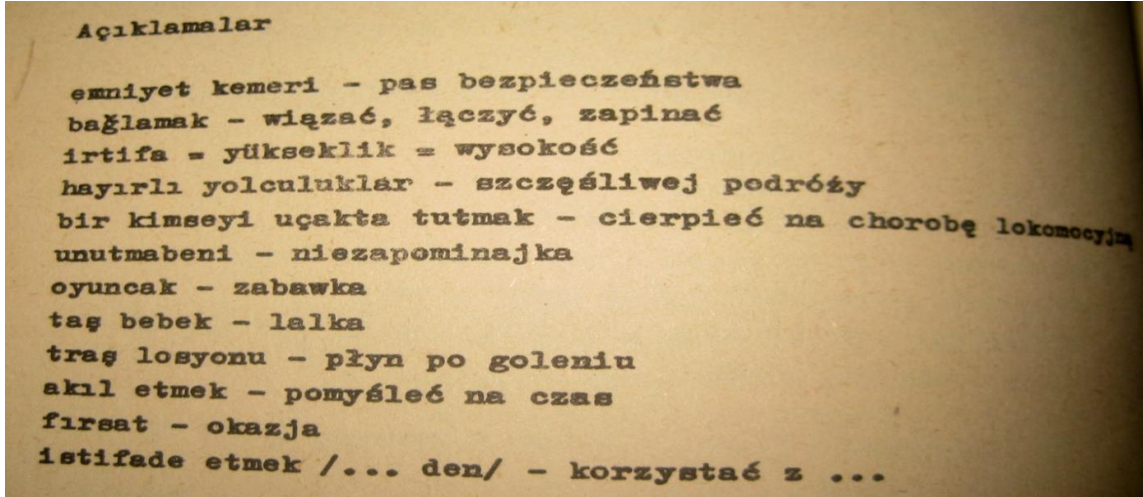 Açıklamalar
emniyet kemeri - pas bezpieczeństwa
bağlamak - wiązać, łączyć, zapinać
irtifa = yükseklik = wysokość
hayırlı yolculuklar - szczęśliwej podróży
bir kimseyi uçakta tutmak - cierpieć na chorobę lokomocyjną
unutmabeni - niezapominajka
oyuncak - zabawka
taş bebek - lalka
traş losyonu - płyn po goleniu
akıl etmek - pomyśleć na czas
fırsat - okazja
istifade etmek /... den/ - korzystać z ...